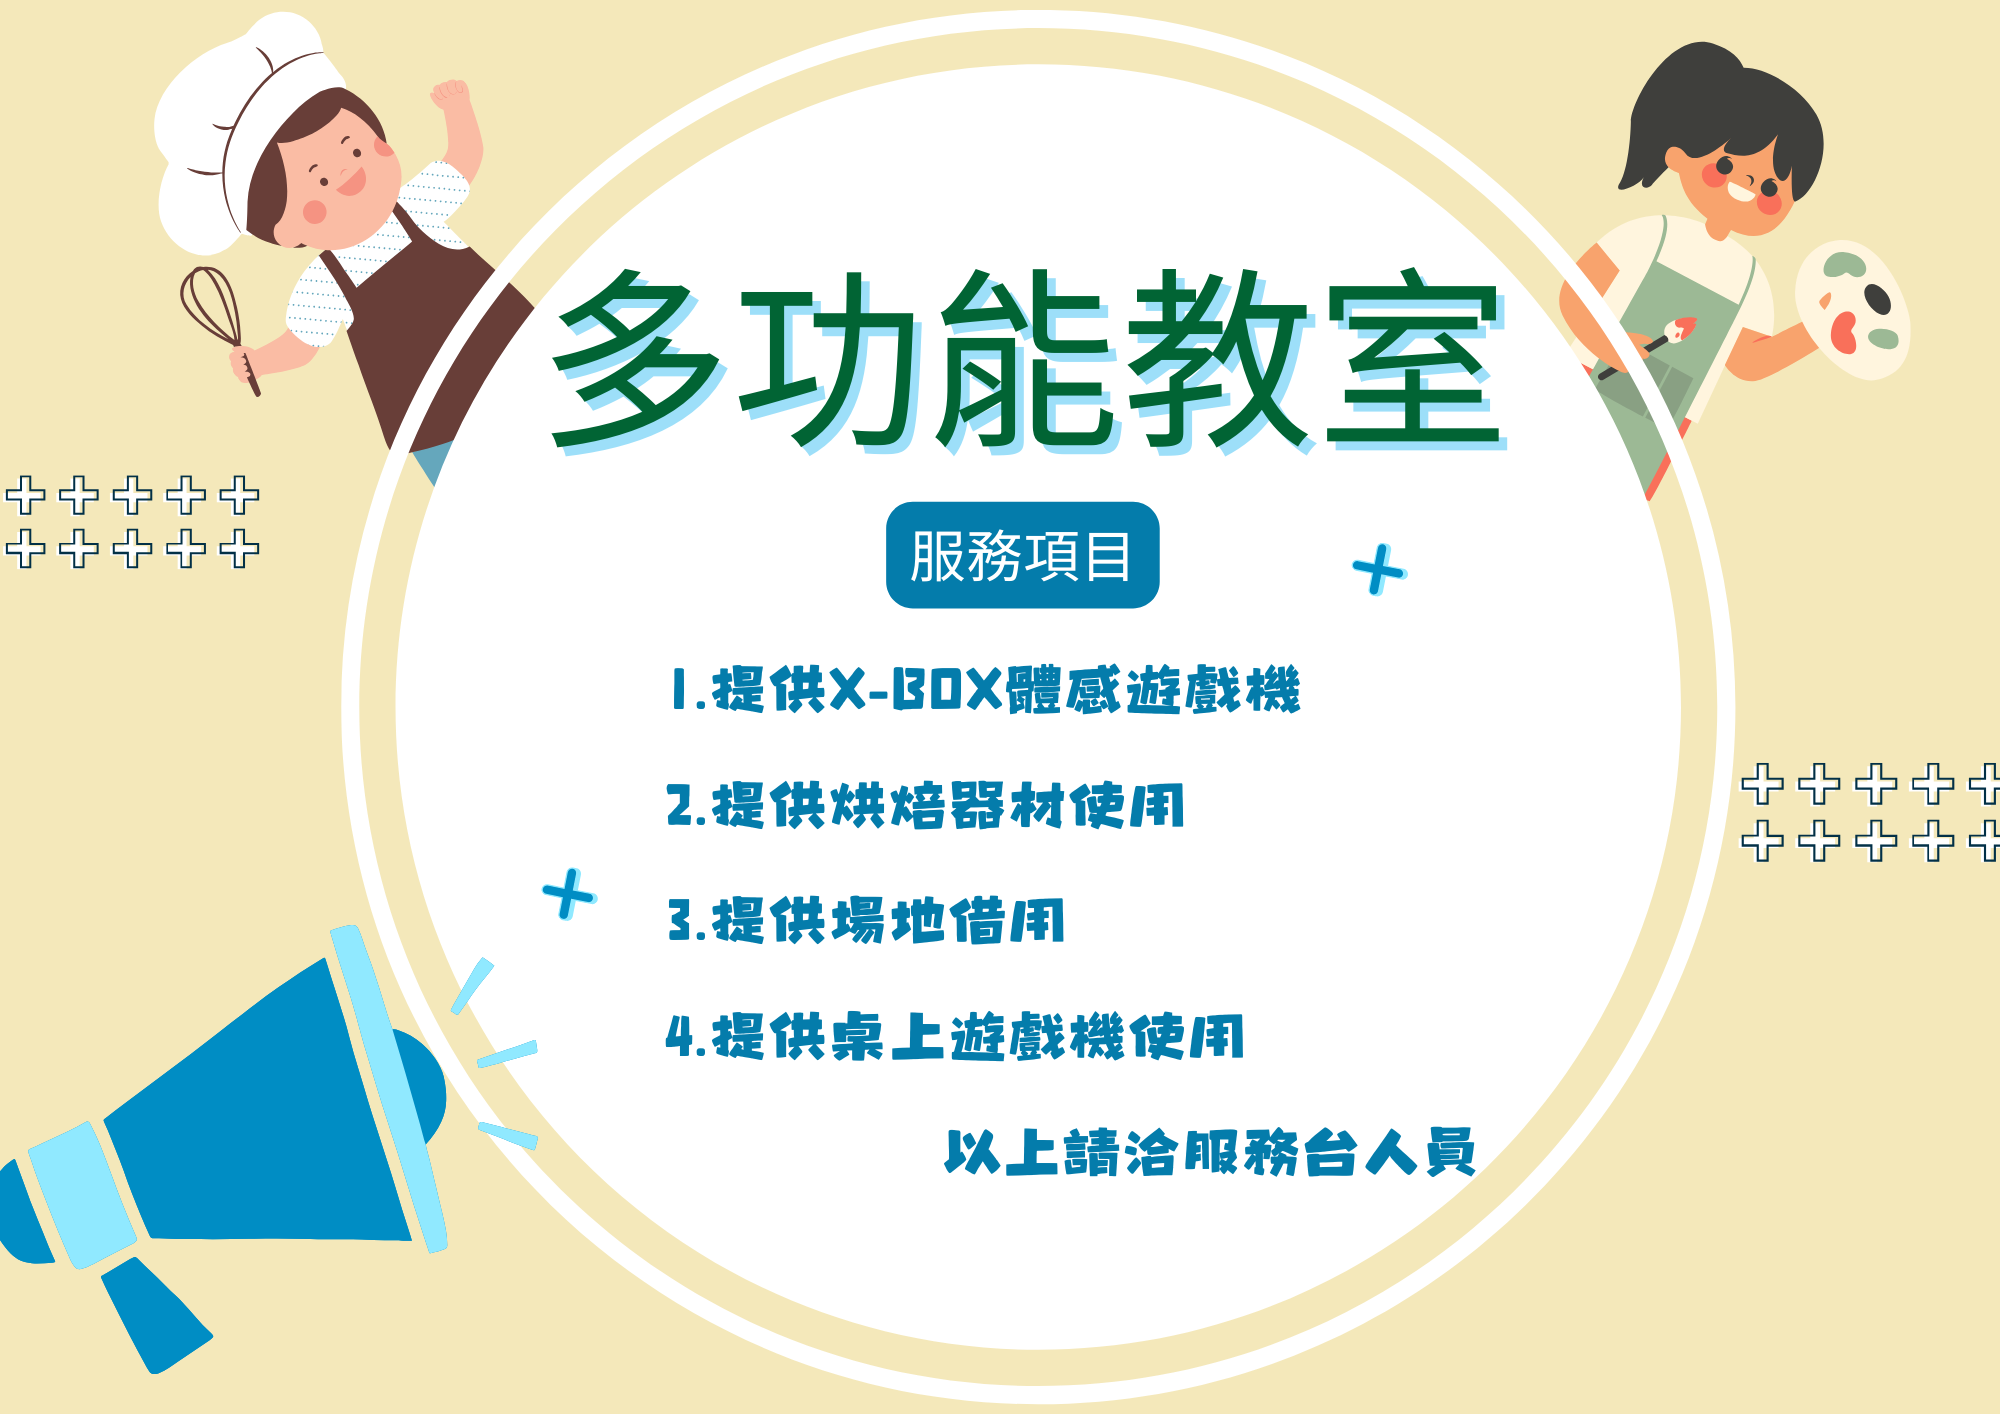 多功能教室
服務項目
1.提供X-BOX體感遊戲機
2.提供烘焙器材使用
3.提供場地借用
4.提供桌上遊戲機使用
以上請洽服務台人員